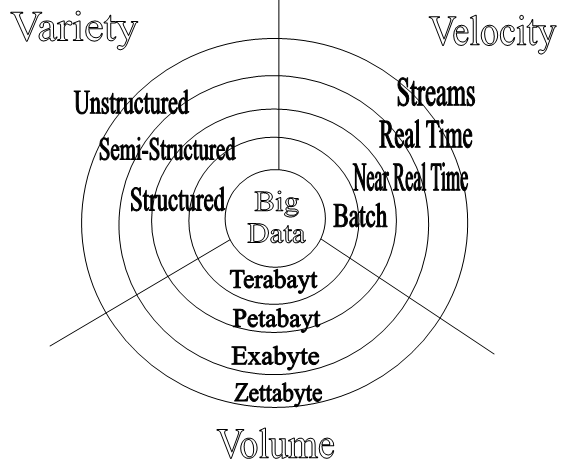 Variety
Velocity
Unstructured
Streams
Semi-Structured
Real Time
Structured
Near Real Time
Batch
Big
Data
Terabayt
Petabayt
Exabyte
Zettabyte
Volume